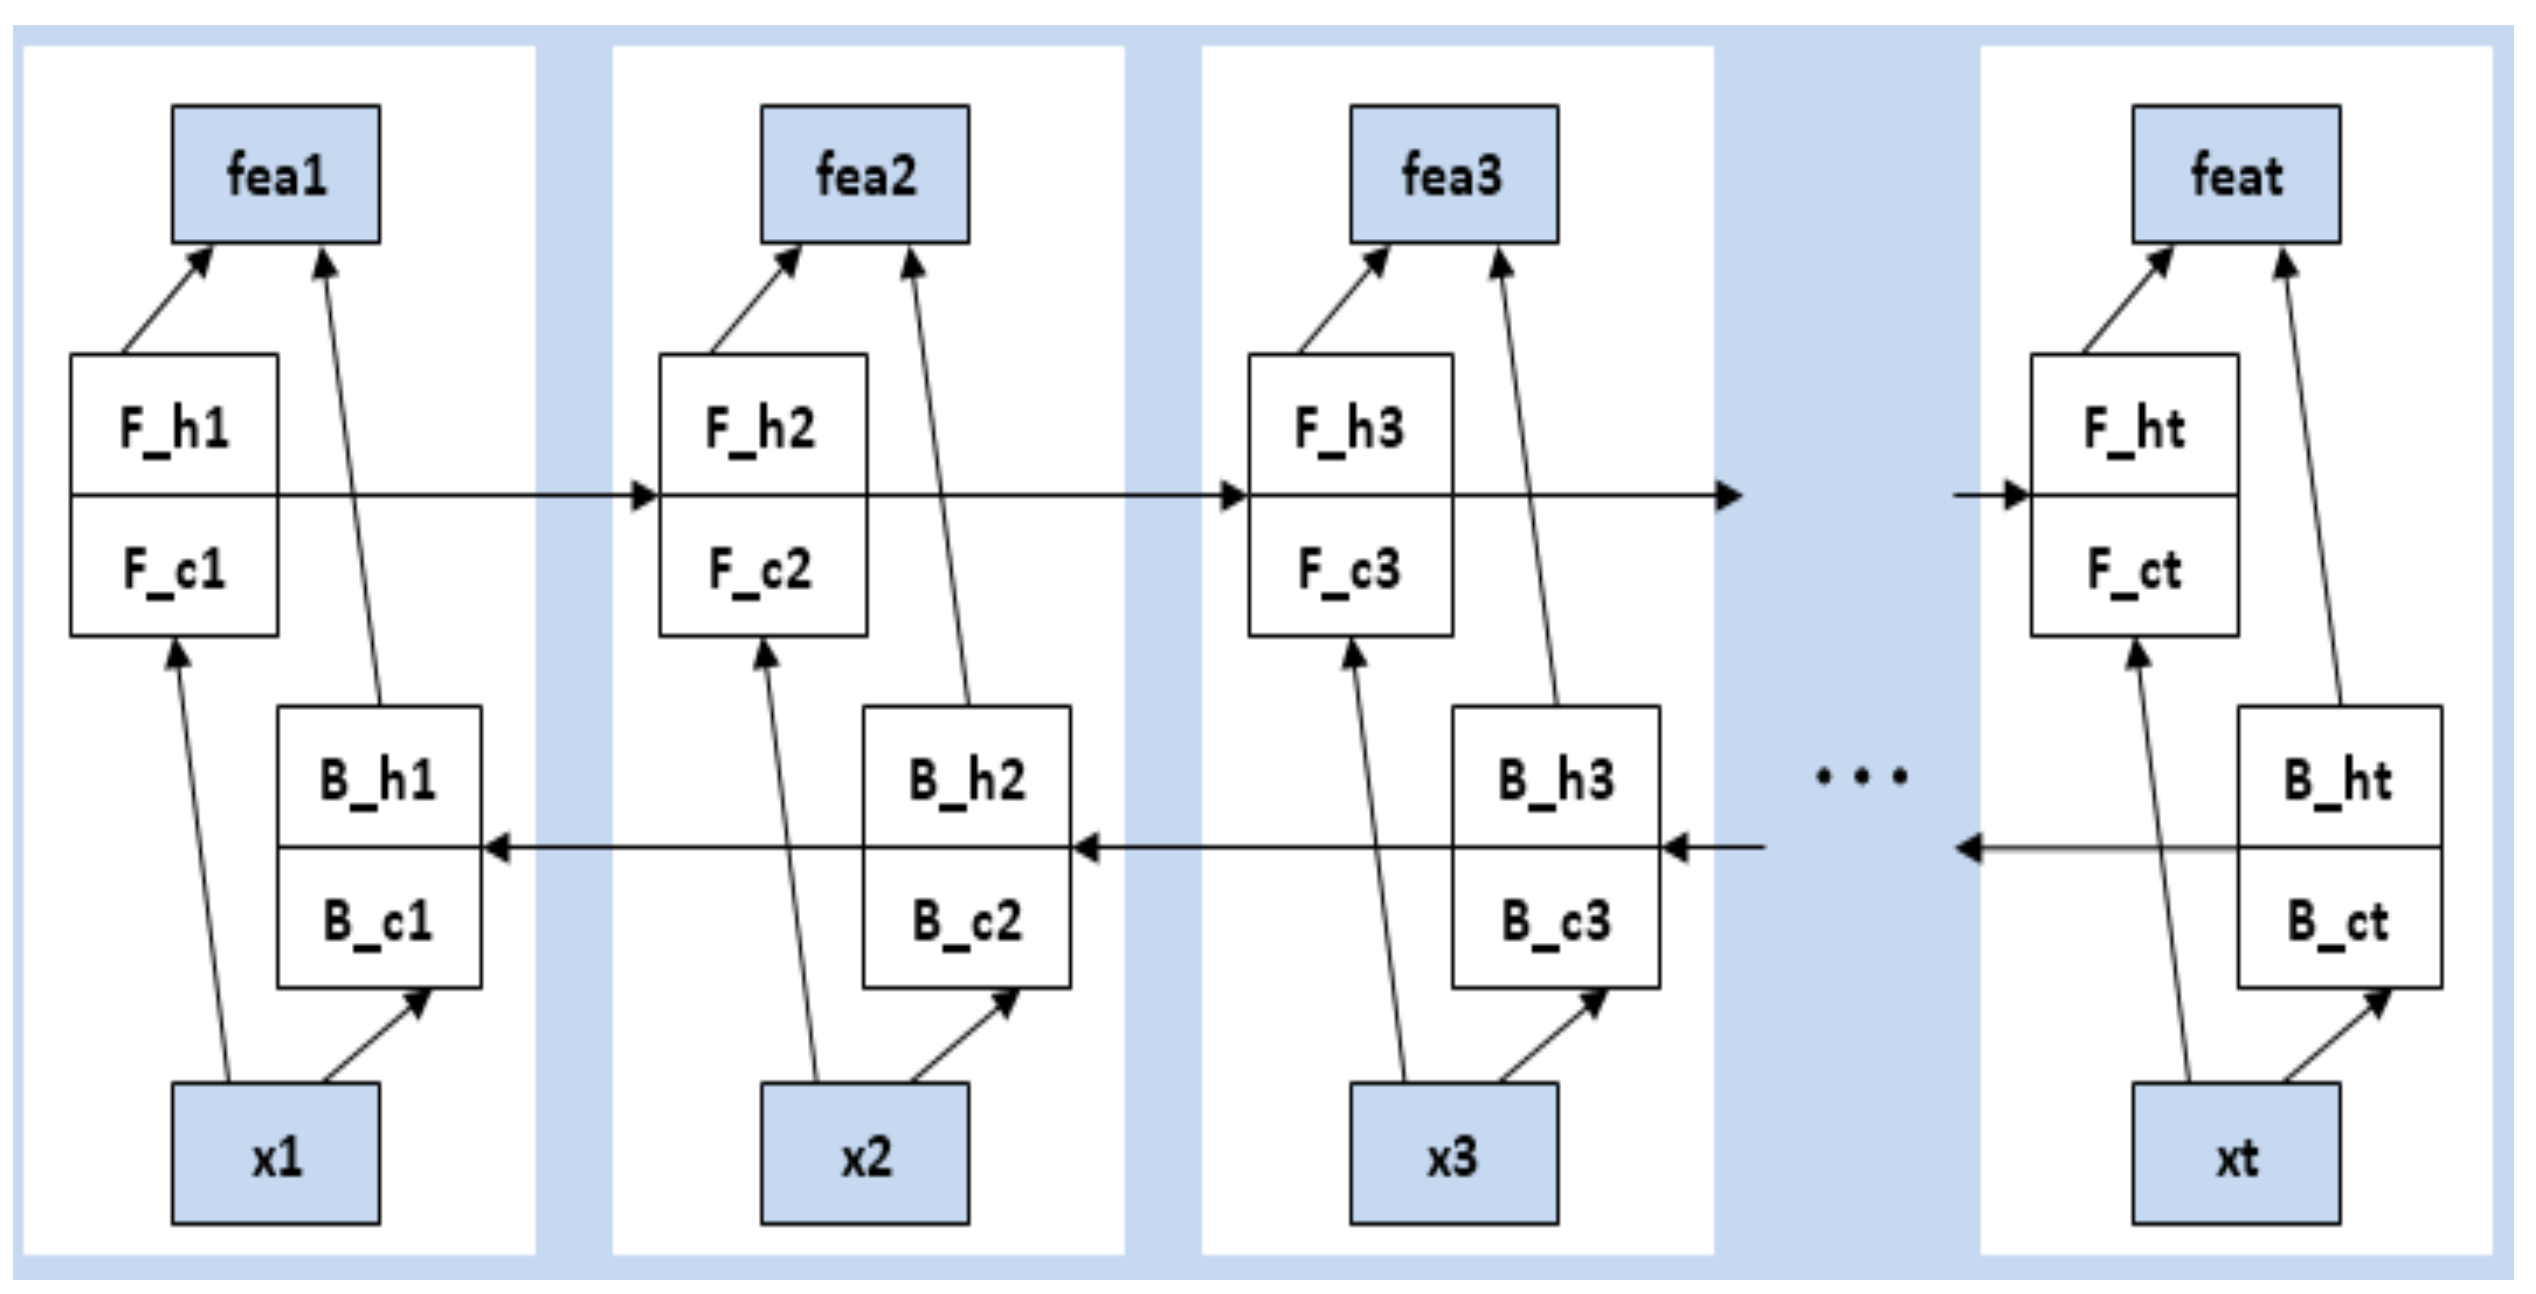 fea1 fea2 fea3 feat
F_h1 F_h2 F_h3 F_ht
F_c1 F_c2 F_c3 F_ct
B_h1 B_h2 B_h3 ... B_ht
B_c1 B_c2 B_c3 B_ct
x1 x2 x3 xt